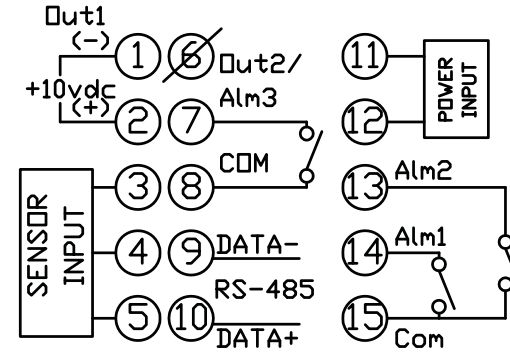 Out1
(-)
1
6
Out2/
11
+10vdc
(+)
Alm3
POWER
INPUT
2
7
12
3
8
COM
13
Alm2
SENSOR
INPUT
4
9
DATA-
14
Alm1
RS-485
5
10
DATA+
15
Com